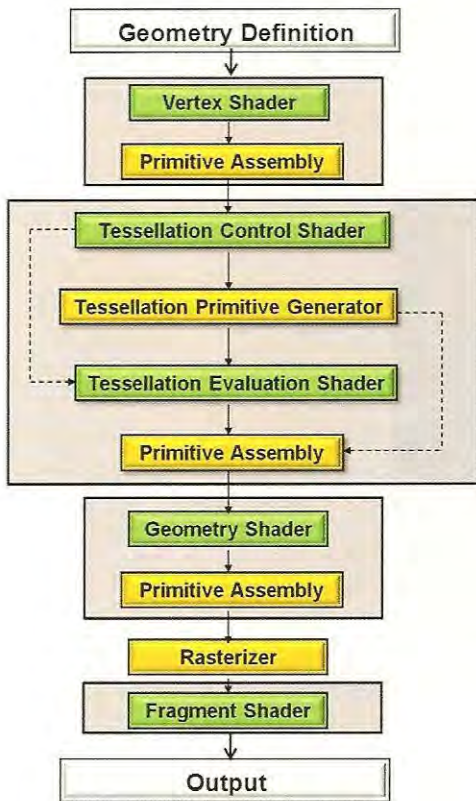 Geometry Definition
Vertex Shader
Primitive Assembly
Tessellation Control Shader
Tessellation Primitive Generator
Tessellation Evaluation Shader
Primitive Assembly
Geometry Shader
Primitive Assembly
Rasterizer
Fragment Shader
Output